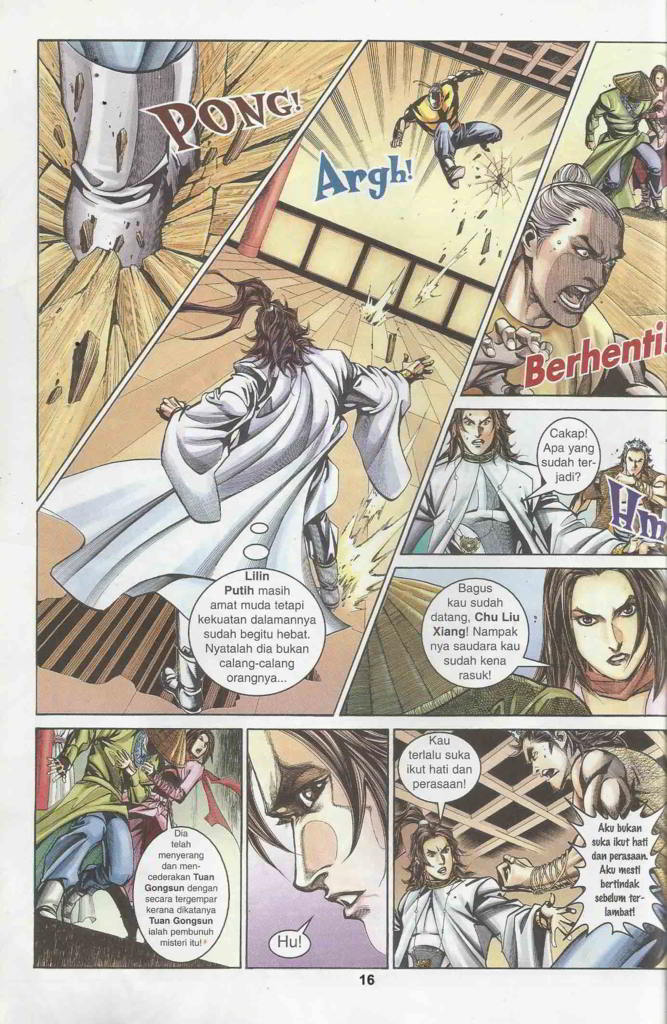 PONG!
Argh!
Berhenti!
Lilin
Putih masih
amat muda tetapi
kekuatan dalamannya
sudah begitu hebat.
Nyatalah dia bukan
calang-calang
orangnya...
Cakap!
Apa yang
sudah ter-
jadi?
Hm
Bagus
kau sudah
datang, Chu Liu
Xiang! Nampak
nya saudara kau
sudah kena
rasuk!
Dia
telah
menyerang
dan men-
cederakan Tuan
Gongsun dengan
secara tergempar
kerana dikatanya
Tuan Gongsun
ialah pembunuh
misteri itu!
Hu!
Kau
terlalu suka
ikut hati dan
perasaan!
Aku bukan
suka ikut hati
dan perasaan.
Aku mesti
bertindak
sebelum ter-
lambat!
16